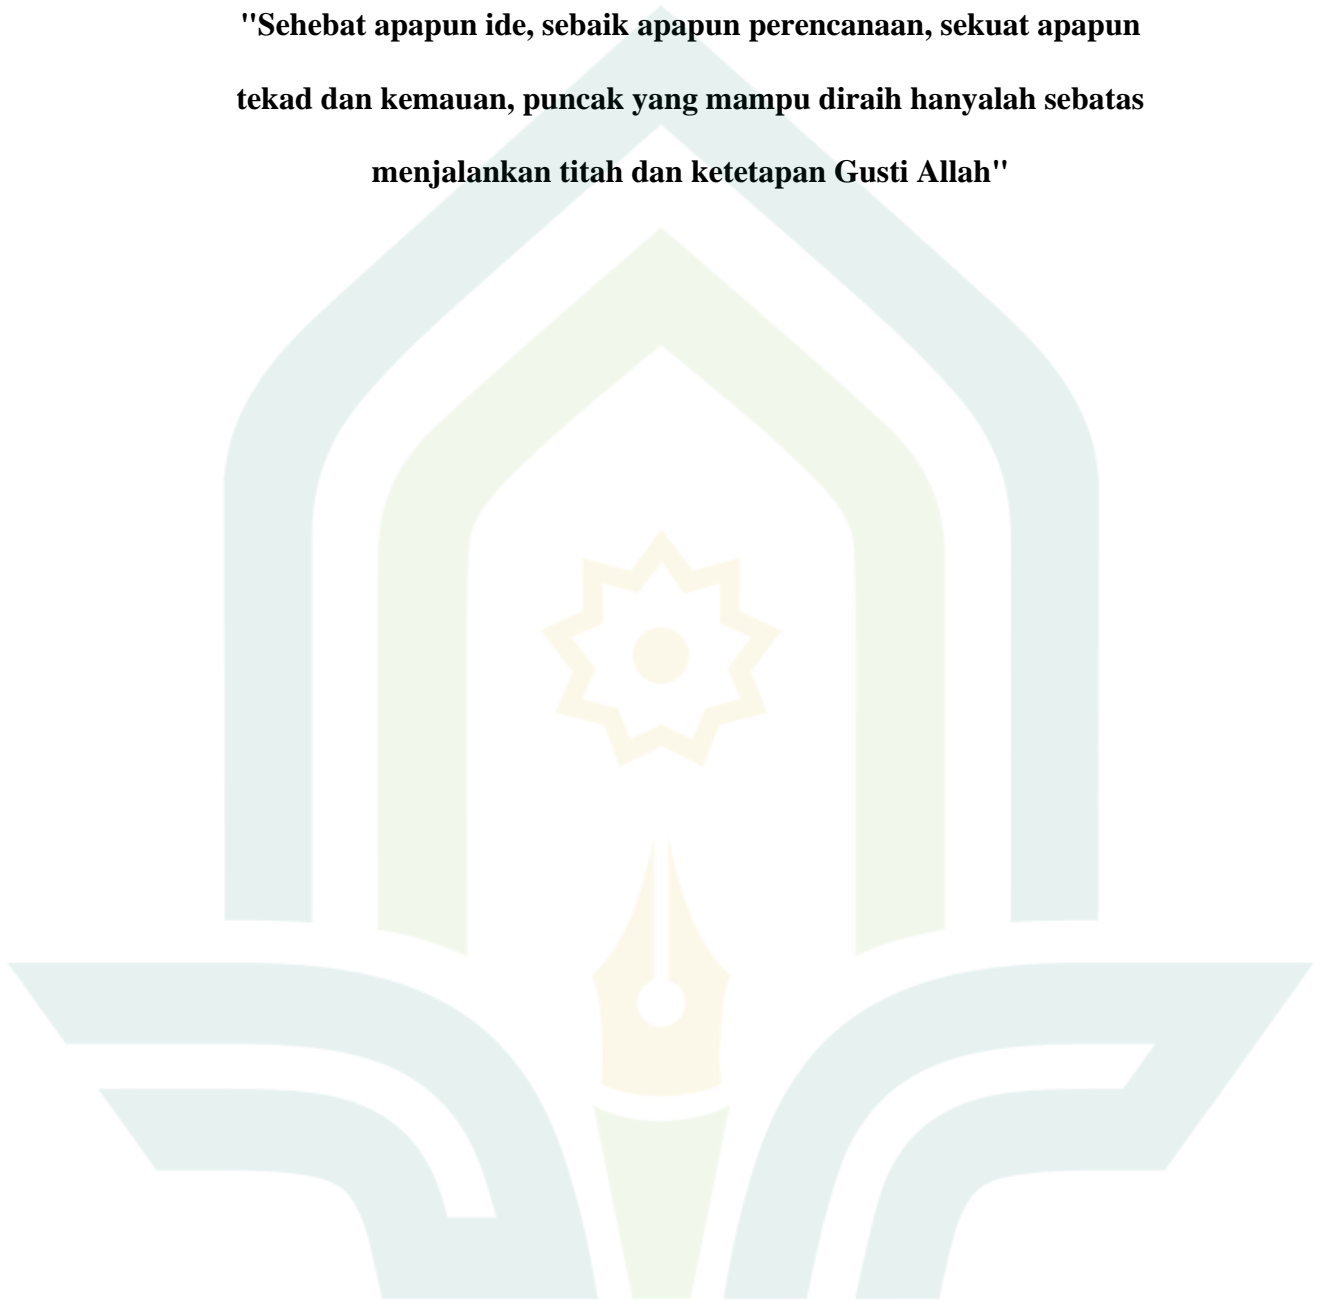 "Sehebat apapun ide, sebaik apapun perencanaan, sekuat apapun
tekad dan kemauan, puncak yang mampu diraih hanyalah sebatas
menjalankan titah dan ketetapan Gusti Allah"